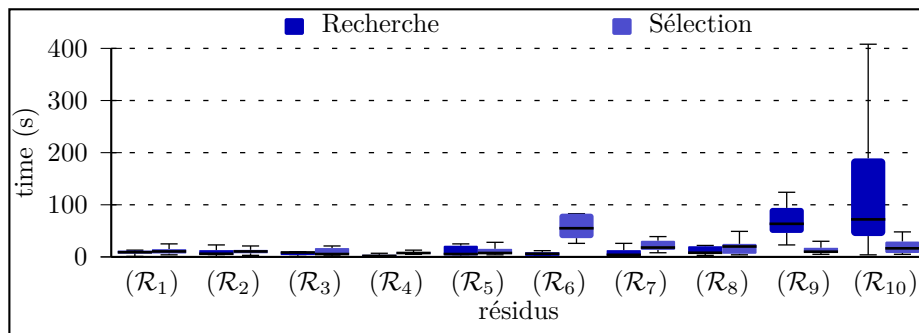 Recherche Sélection
400
300
200
100
0
time (s)
(ℛ₁) (ℛ₂) (ℛ₃) (ℛ₄) (ℛ₅) (ℛ₆) (ℛ₇) (ℛ₈) (ℛ₉) (ℛ₁₀)
résidus